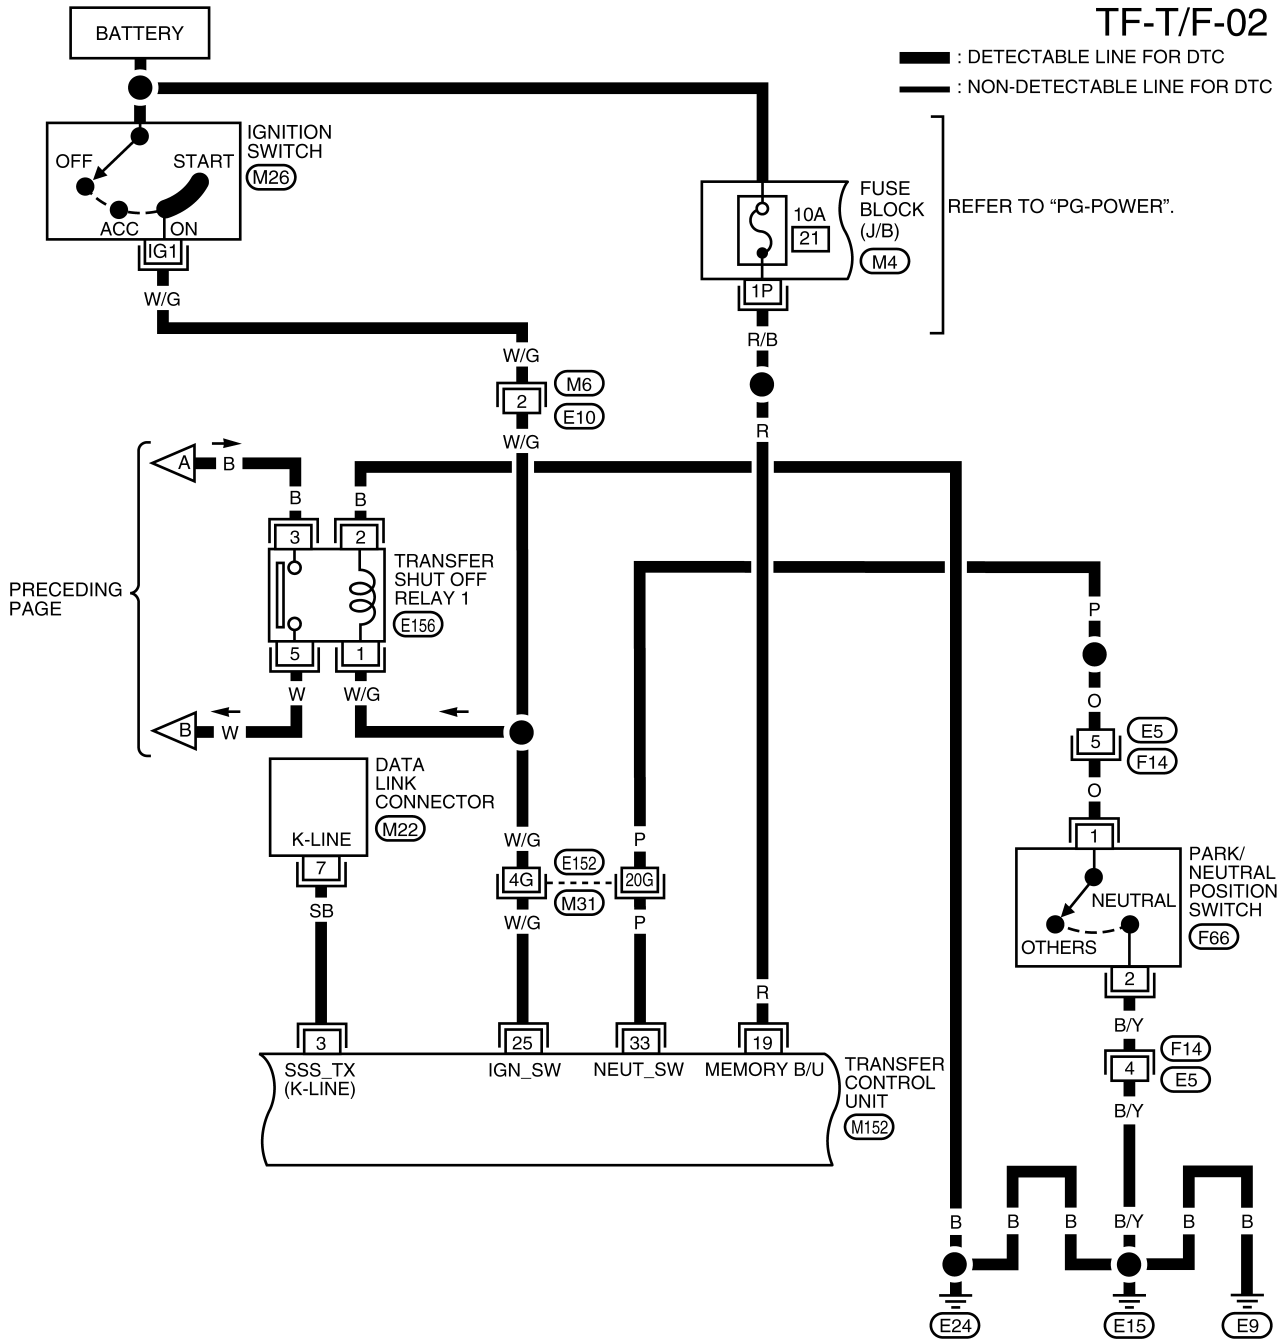 TF-T/F-02
BATTERY
: DETECTABLE LINE FOR DTC
: NON-DETECTABLE LINE FOR DTC
IGNITION
SWITCH
M26
OFF
START
ACC
ON
IG1
W/G
10A
21
FUSE
BLOCK
(J/B)
M4
REFER TO “PG-POWER”.
1P
R/B
R
W/G
2
M6
E10
W/G
A
B
B
B
3
2
TRANSFER
SHUT OFF
RELAY 1
E156
PRECEDING
PAGE
5
1
W
W/G
B
W
P
O
5
E5
F14
O
1
PARK/
NEUTRAL
POSITION
SWITCH
F66
NEUTRAL
OTHERS
2
B/Y
4
F14
E5
B/Y
DATA
LINK
CONNECTOR
M22
K-LINE
7
SB
W/G
P
4G
E152
20G
M31
W/G
P
R
3
25
33
19
SSS_TX
(K-LINE)
IGN_SW
NEUT_SW
MEMORY B/U
TRANSFER
CONTROL
UNIT
M152
B
B
B
B/Y
B
B
E24
E15
E9